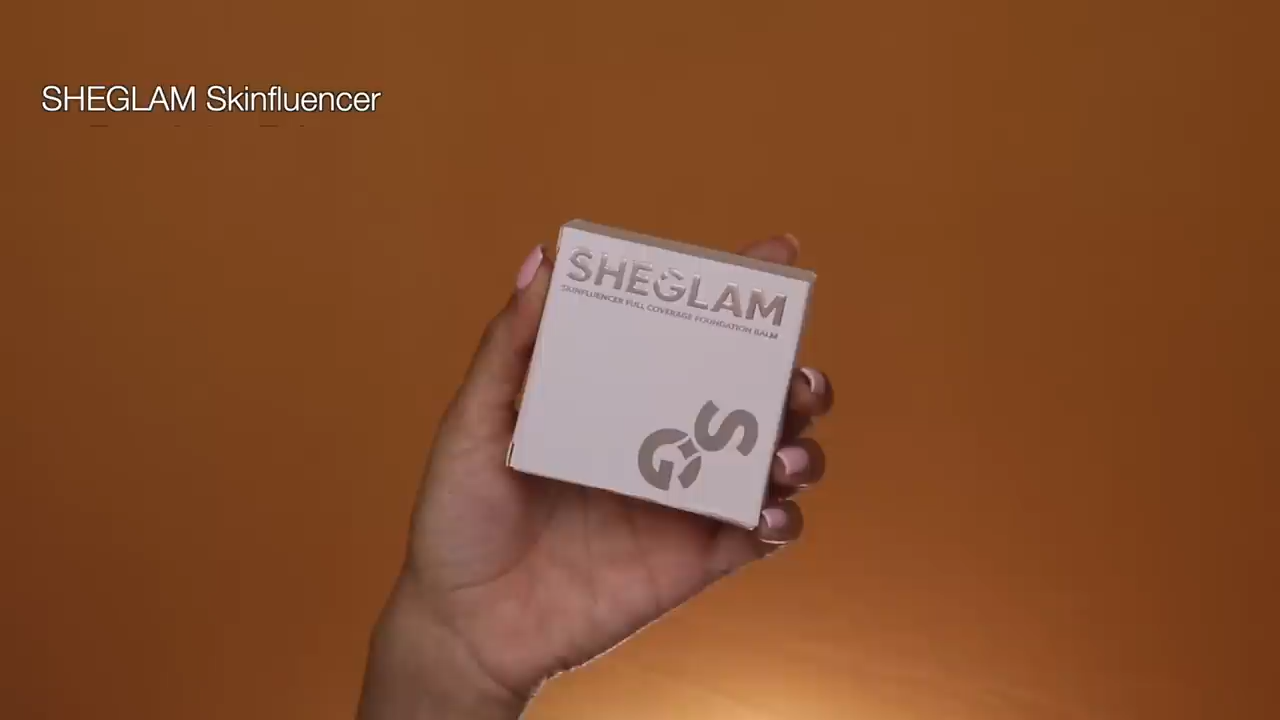 SHEGLAM Skinfluencer
SHEGLAM
SKINFLUENCER FULL COVERAGE FOUNDATION BALM
GS